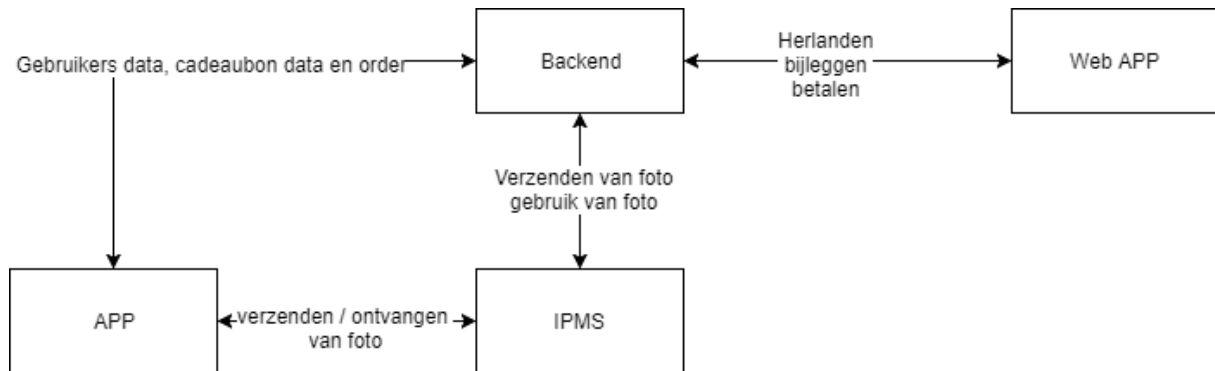 Backend
Web APP
Herlanden
bijleggen
betalen
Gebruikers data, cadeaubon data en order
Verzenden van foto
gebruik van foto
APP
verzenden / ontvangen
van foto
IPMS